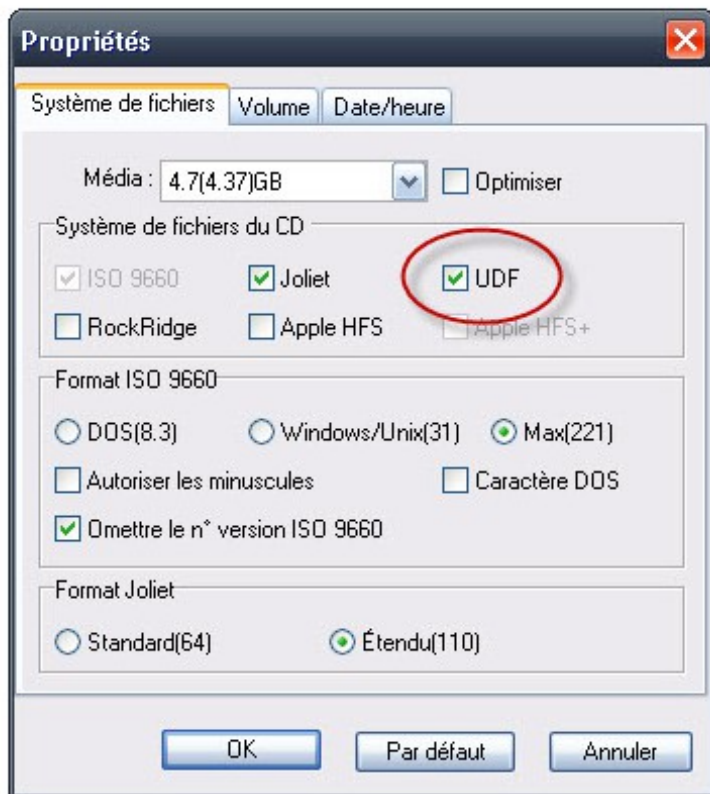 Propriétés
Système de fichiers Volume Date/heure
Média : 4.7(4.37)GB Optimiser
Système de fichiers du CD
ISO 9660 Joliet UDF
RockRidge Apple HFS Apple HFS+
Format ISO 9660
DOS(8.3) Windows/Unix(31) Max(221)
Autoriser les minuscules Caractère DOS
Omettre le n° version ISO 9660
Format Joliet
Standard(64) Étendu(110)
OK Par défaut Annuler